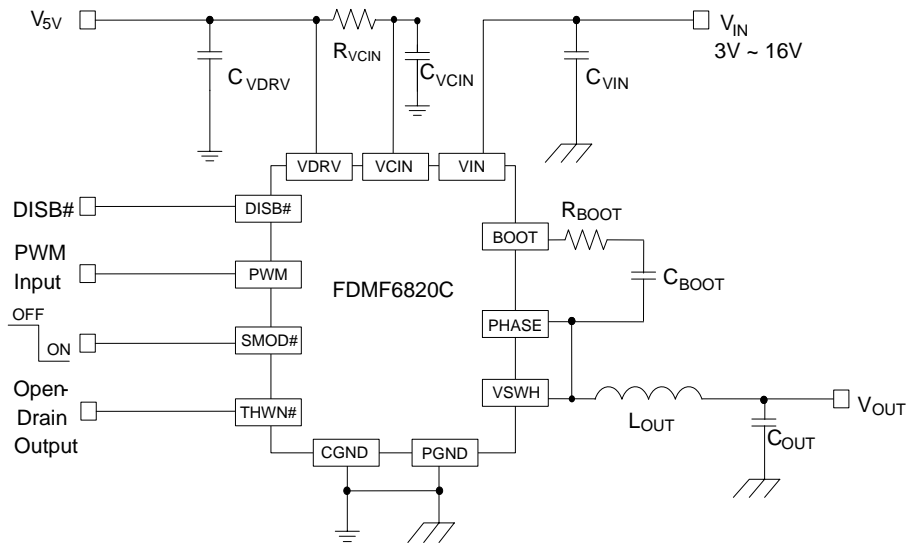 V5V
RVCIN
CVDRV
CVCIN
CVIN
VIN
3V ~ 16V
VDRV
VCIN
VIN
DISB#
DISB#
PWM
Input
PWM
OFF
ON
SMOD#
Open-
Drain
Output
THWN#
FDMF6820C
BOOT
RBOOT
CBOOT
PHASE
VSWH
LOUT
COUT
VOUT
CGND
PGND